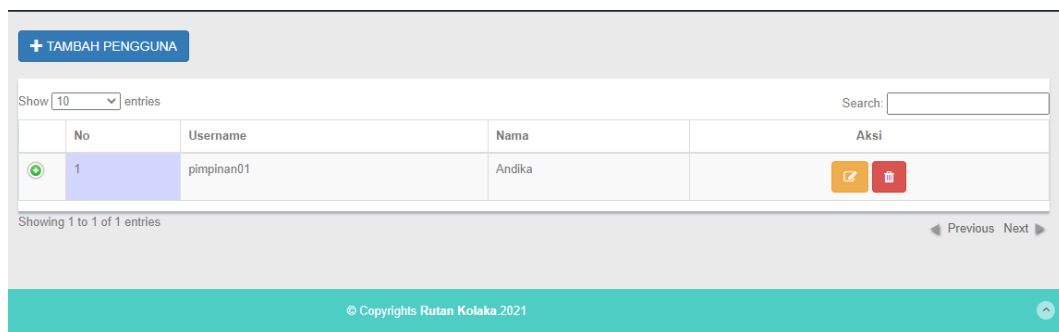 TAMBAH PENGGUNA
Show 10 entries Search:
No Username Nama Aksi
1 pimpinan01 Andika
Showing 1 to 1 of 1 entries Previous Next
© Copyrights Rutan Kolaka.2021